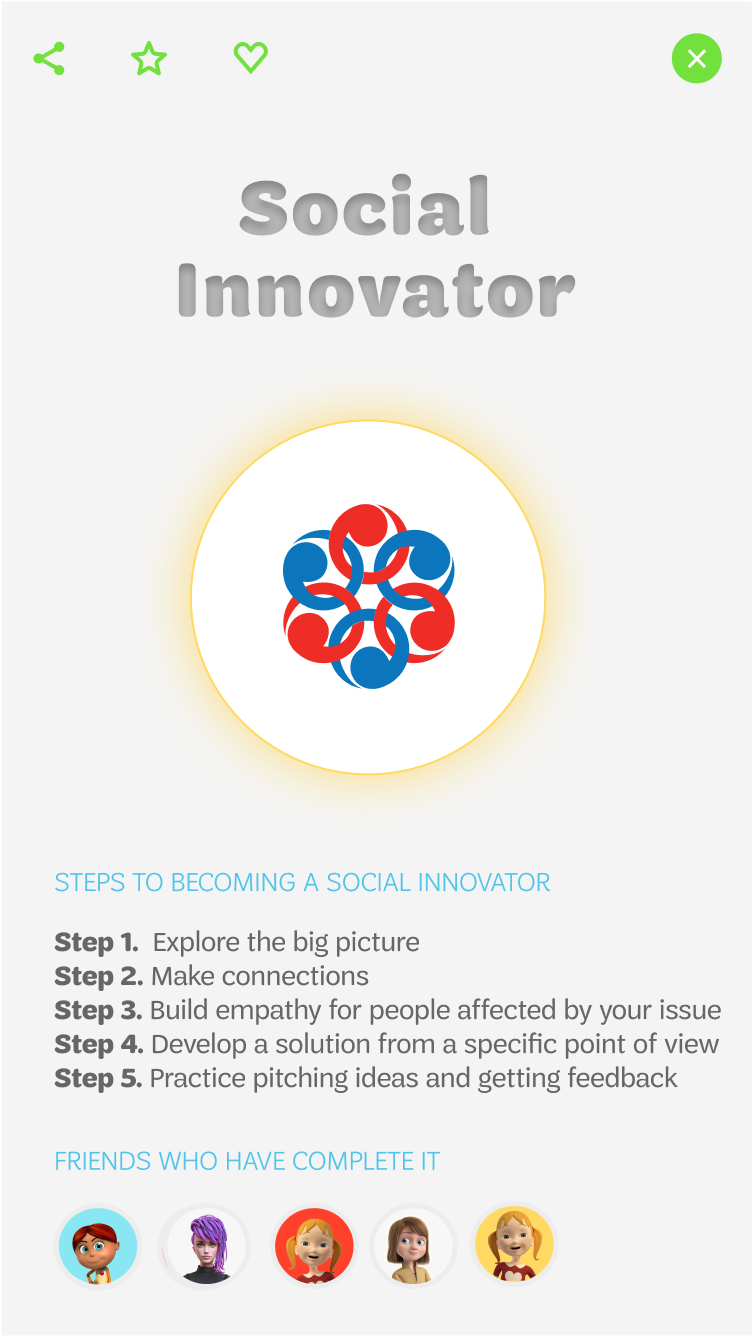 Social
Innovator
STEPS TO BECOMING A SOCIAL INNOVATOR
Step 1. Explore the big picture
Step 2. Make connections
Step 3. Build empathy for people affected by your issue
Step 4. Develop a solution from a specific point of view
Step 5. Practice pitching ideas and getting feedback
FRIENDS WHO HAVE COMPLETE IT